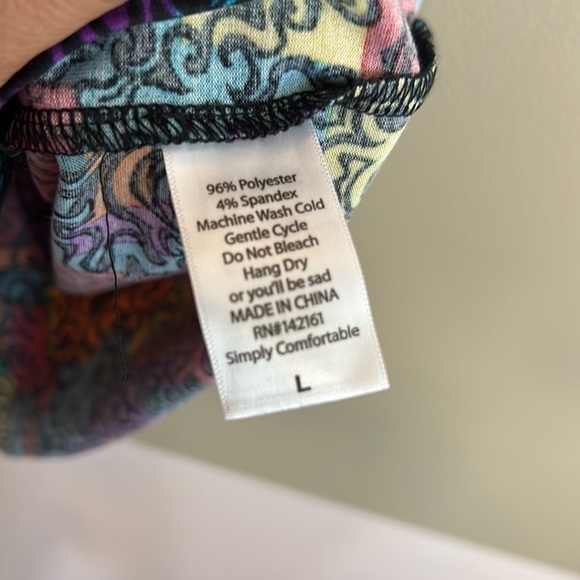 96% Polyester
4% Spandex
Machine Wash Cold
Gentle Cycle
Do Not Bleach
Hang Dry
or you'll be sad
MADE IN CHINA
RN#142161
Simply Comfortable
L